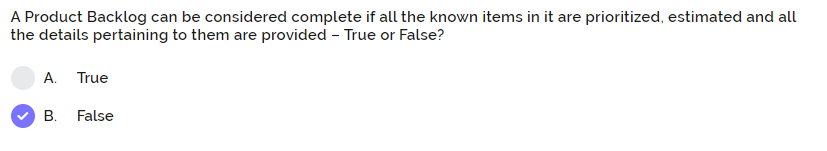 A Product Backlog can be considered complete if all the known items in it are prioritized, estimated and all
the details pertaining to them are provided – True or False?
A. True
B. False